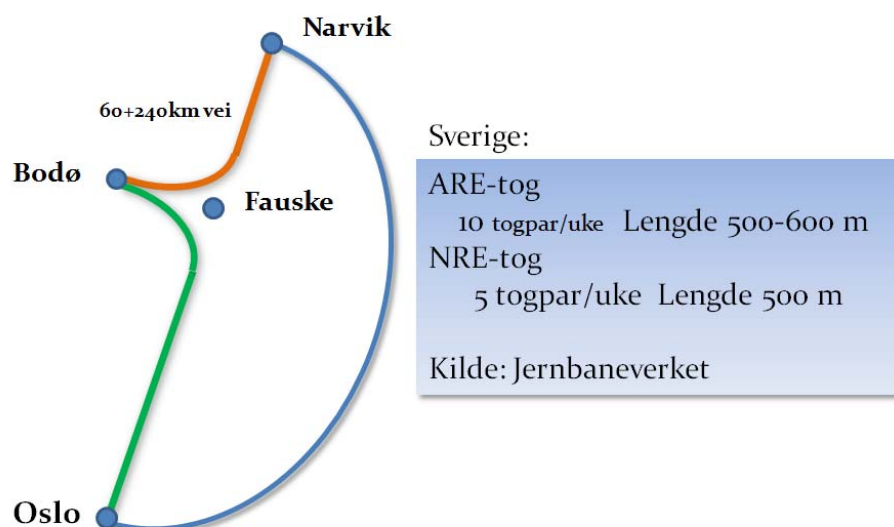 Narvik
60+240km vei
Bodø
Fauske
Oslo
Sverige:
ARE-tog
10 togpar/uke Lengde 500-600 m
NRE-tog
5 togpar/uke Lengde 500 m
Kilde: Jernbaneverket